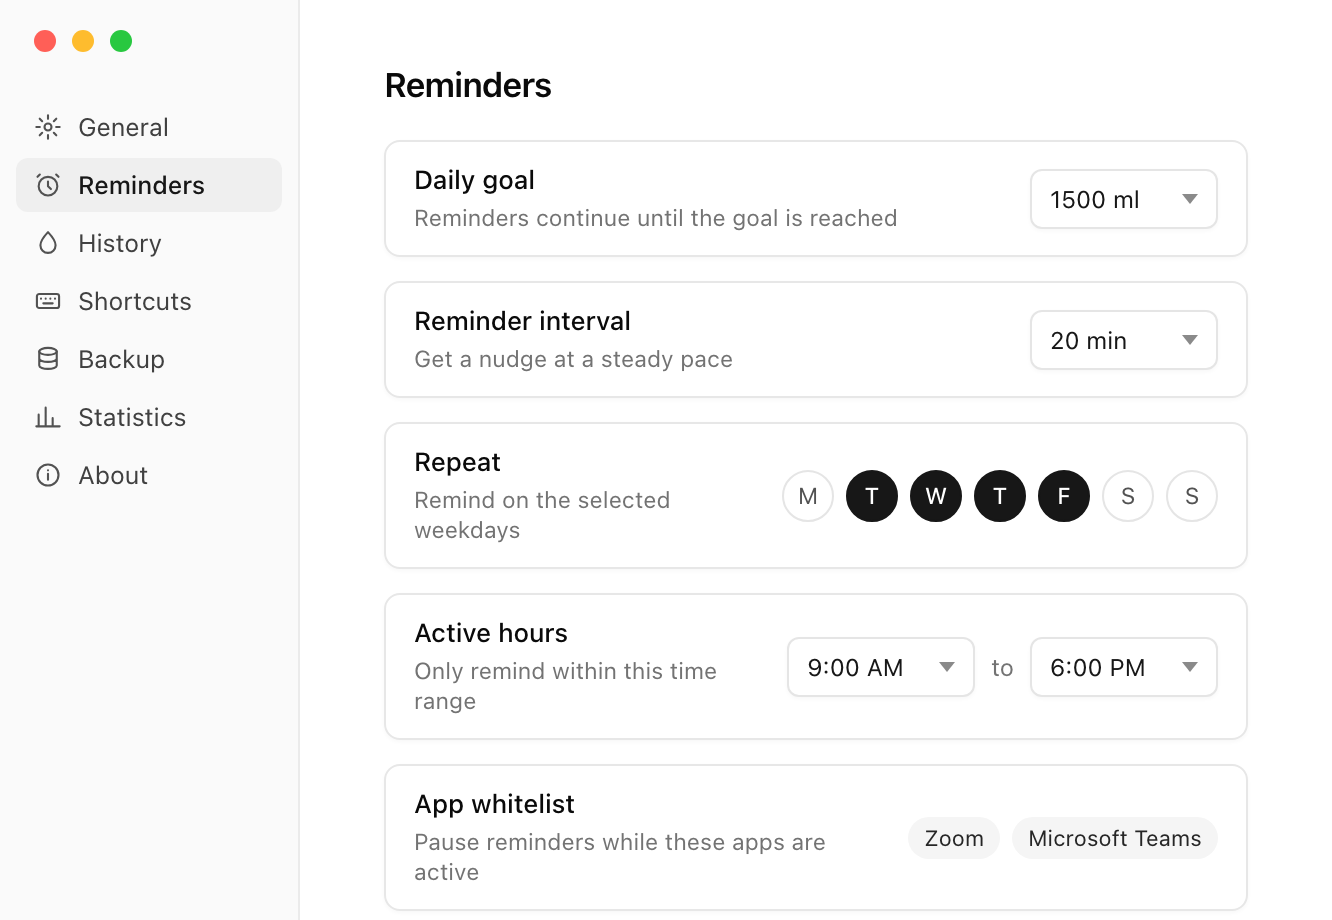 General
Reminders
History
Shortcuts
Backup
Statistics
About
Reminders
Daily goal
Reminders continue until the goal is reached
1500 ml
Reminder interval
Get a nudge at a steady pace
20 min
Repeat
Remind on the selected
weekdays
M T W T F S S
Active hours
Only remind within this time
range
9:00 AM to 6:00 PM
App whitelist
Pause reminders while these apps are
active
Zoom Microsoft Teams